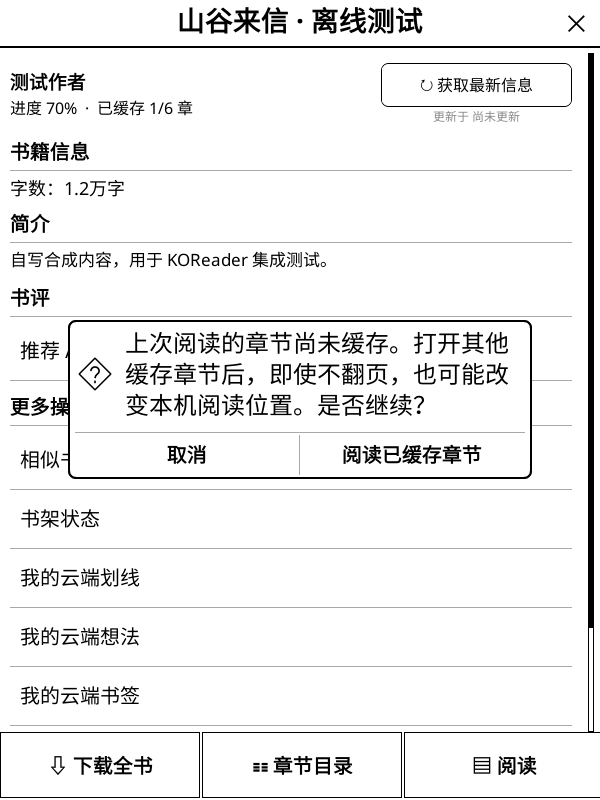 山谷来信 · 离线测试
测试作者
进度 70% · 已缓存 1/6 章
获取最新信息
更新于 尚未更新
书籍信息
字数：1.2万字
简介
自写合成内容，用于 KOReader 集成测试。
书评
推荐
上次阅读的章节尚未缓存。打开其他
缓存章节后，即使不翻页，也可能改
变本机阅读位置。是否继续？
取消
阅读已缓存章节
更多操
相似
书架状态
我的云端划线
我的云端想法
我的云端书签
下载全书
章节目录
阅读